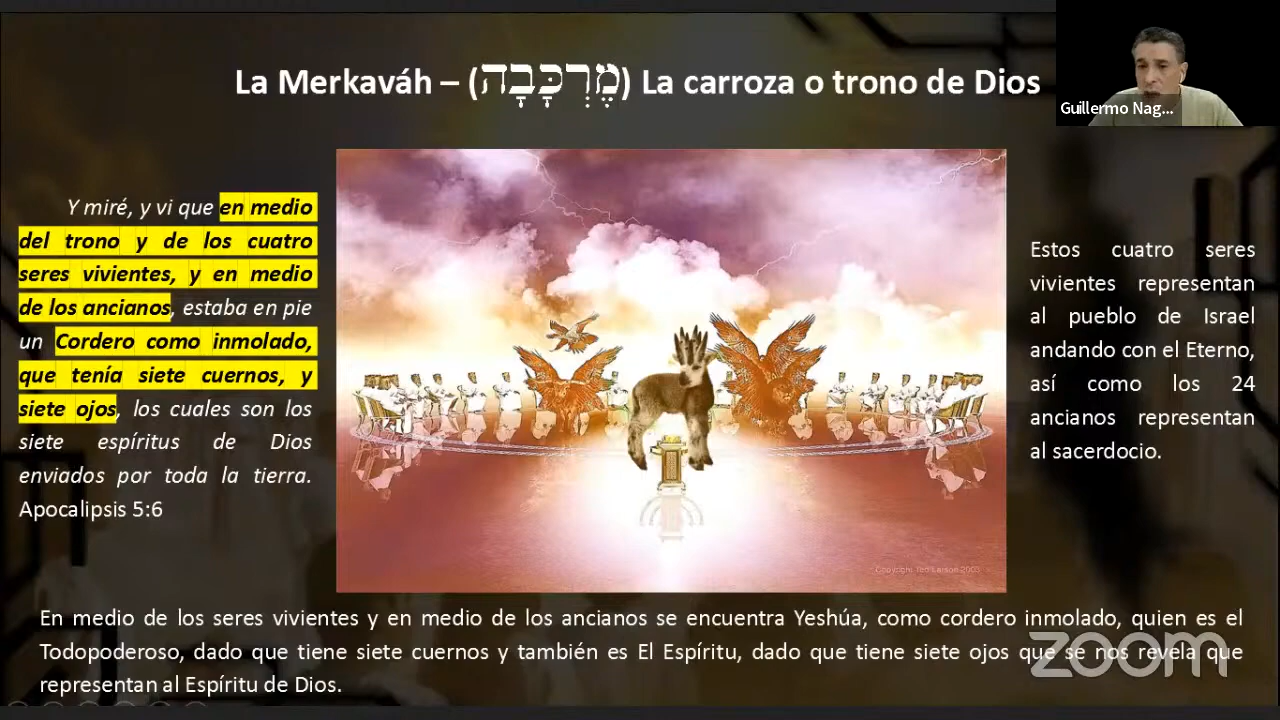 La Merkaváh – (מֶרְכָּבָה) La carroza o trono de Dios
Guillermo Nag...
Y miré, y vi que en medio
del trono y de los cuatro
seres vivientes, y en medio
de los ancianos, estaba en pie
un Cordero como inmolado,
que tenía siete cuernos, y
siete ojos, los cuales son los
siete espíritus de Dios
enviados por toda la tierra.
Apocalipsis 5:6
Estos cuatro seres
vivientes representan
al pueblo de Israel
andando con el Eterno,
así como los 24
ancianos representan
al sacerdocio.
Copyright Ted Larson 2003
En medio de los seres vivientes y en medio de los ancianos se encuentra Yeshúa, como cordero inmolado, quien es el
Todopoderoso, dado que tiene siete cuernos y también es El Espíritu, dado que tiene siete ojos que se nos revela que
representan al Espíritu de Dios.
zoom